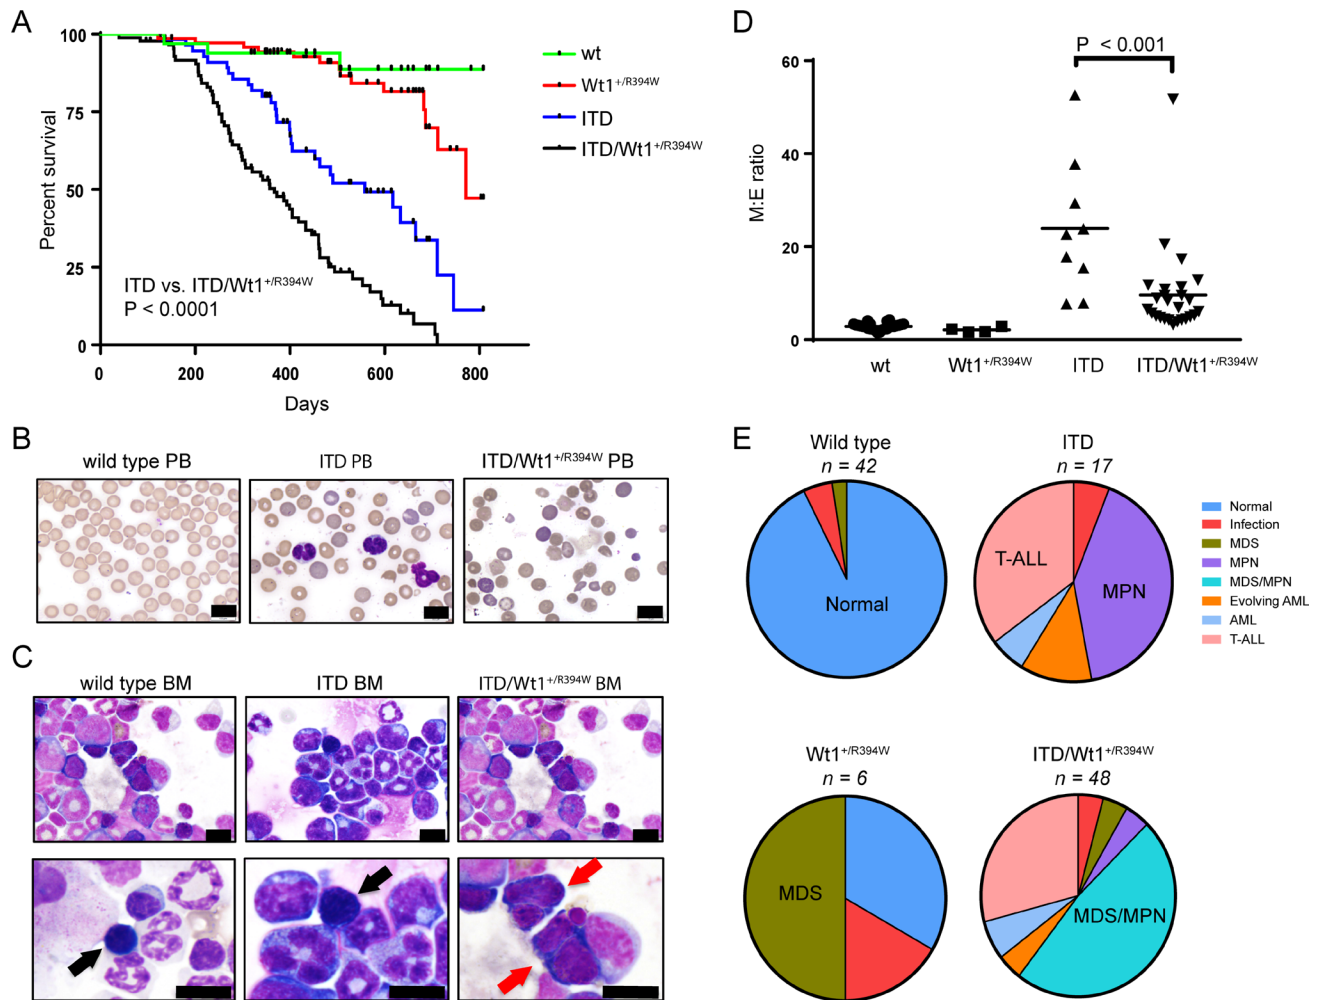 A
100
75
50
25
0
Percent survival
0 200 400 600 800
Days
wt
Wt1+/R394W
ITD
ITD/Wt1+/R394W
ITD vs. ITD/Wt1+/R394W
P < 0.0001
B
wild type PB
ITD PB
ITD/Wt1+/R394W PB
C
wild type BM
ITD BM
ITD/Wt1+/R394W BM
D
P < 0.001
60
40
20
0
M:E ratio
wt
Wt1+/R394W
ITD
ITD/Wt1+/R394W
E
Wild type
n = 42
Normal
ITD
n = 17
T-ALL
MPN
Normal
Infection
MDS
MPN
MDS/MPN
Evolving AML
AML
T-ALL
Wt1+/R394W
n = 6
MDS
ITD/Wt1+/R394W
n = 48
MDS/MPN